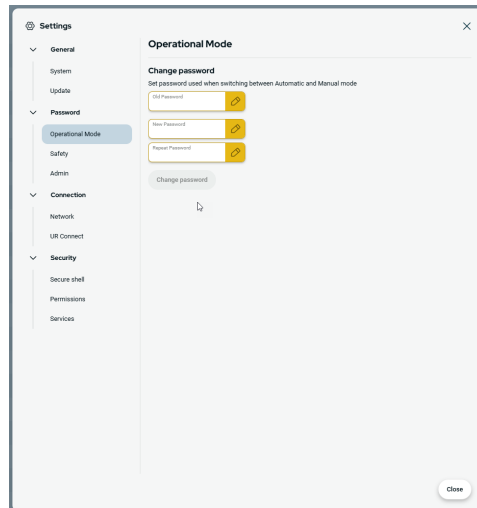 Settings
General
System
Update
Password
Operational Mode
Safety
Admin
Connection
Network
UR Connect
Security
Secure shell
Permissions
Services
Operational Mode
Change password
Set password used when switching between Automatic and Manual mode
Old Password
New Password
Repeat Password
Change password
Close